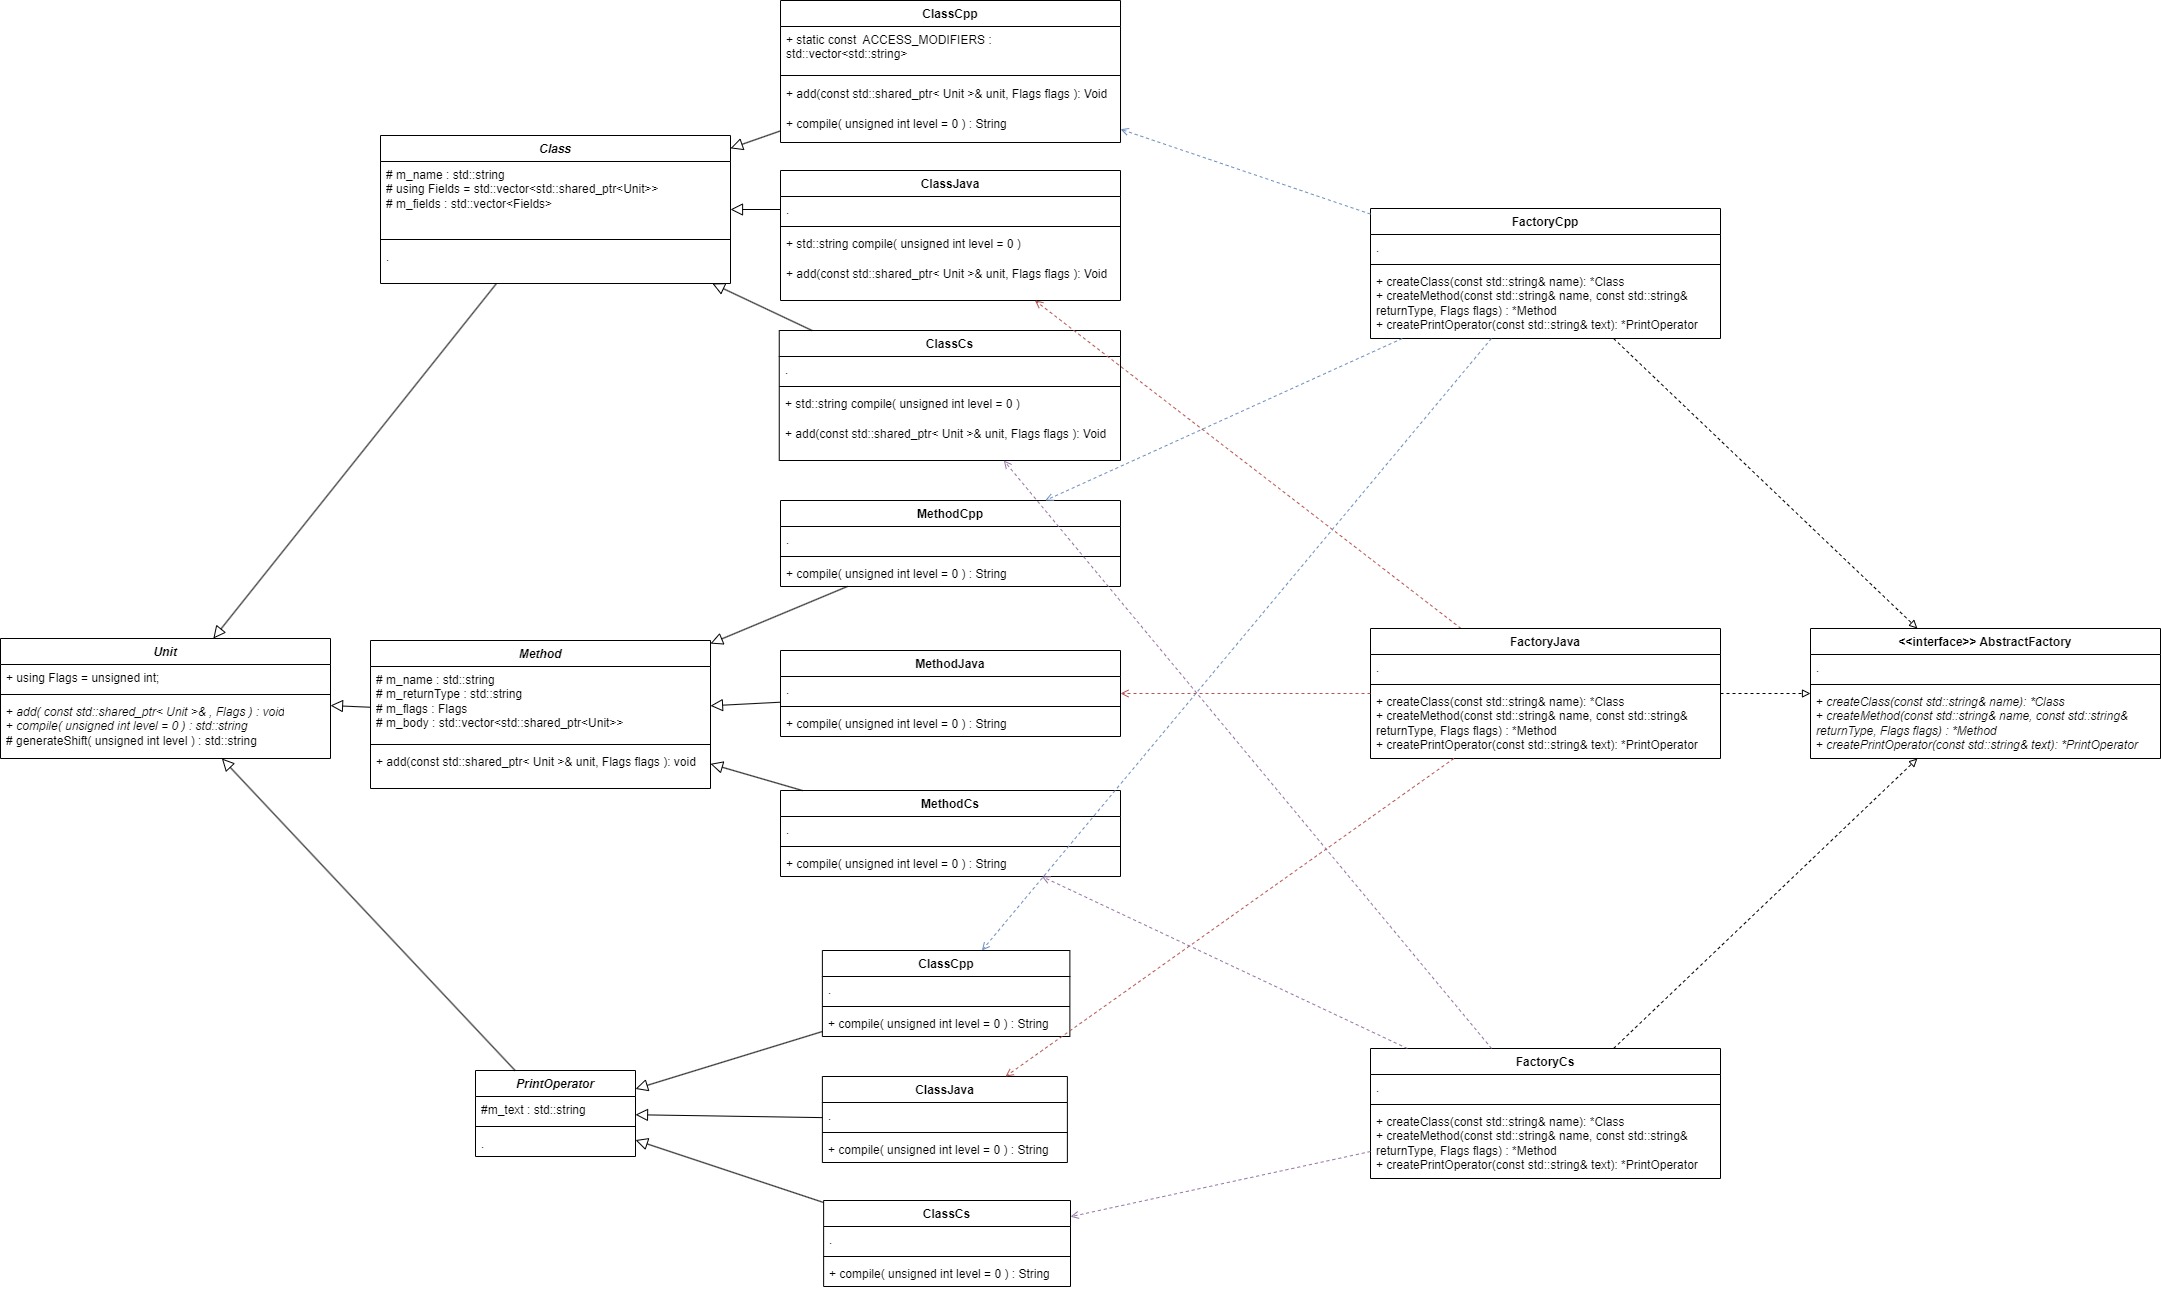 ClassCpp
+ static const  ACCESS_MODIFIERS :
std::vector<std::string>
+ add(const std::shared_ptr< Unit >& unit, Flags flags ): Void
+ compile( unsigned int level = 0 ) : String
Class
# m_name : std::string
# using Fields = std::vector<std::shared_ptr<Unit>>
# m_fields : std::vector<Fields>
.
ClassJava
.
+ std::string compile( unsigned int level = 0 )
+ add(const std::shared_ptr< Unit >& unit, Flags flags ): Void
ClassCs
.
+ std::string compile( unsigned int level = 0 )
+ add(const std::shared_ptr< Unit >& unit, Flags flags ): Void
FactoryCpp
.
+ createClass(const std::string& name): *Class
+ createMethod(const std::string& name, const std::string&
returnType, Flags flags) : *Method
+ createPrintOperator(const std::string& text): *PrintOperator
MethodCpp
.
+ compile( unsigned int level = 0 ) : String
Unit
+ using Flags = unsigned int;
+ add( const std::shared_ptr< Unit >& , Flags ) : void
+ compile( unsigned int level = 0 ) : std::string
# generateShift( unsigned int level ) : std::string
Method
# m_name : std::string
# m_returnType : std::string
# m_flags : Flags
# m_body : std::vector<std::shared_ptr<Unit>>
+ add(const std::shared_ptr< Unit >& unit, Flags flags ): void
MethodJava
.
+ compile( unsigned int level = 0 ) : String
MethodCs
.
+ compile( unsigned int level = 0 ) : String
FactoryJava
.
+ createClass(const std::string& name): *Class
+ createMethod(const std::string& name, const std::string&
returnType, Flags flags) : *Method
+ createPrintOperator(const std::string& text): *PrintOperator
<<interface>> AbstractFactory
.
+ createClass(const std::string& name): *Class
+ createMethod(const std::string& name, const std::string&
returnType, Flags flags) : *Method
+ createPrintOperator(const std::string& text): *PrintOperator
ClassCpp
.
+ compile( unsigned int level = 0 ) : String
PrintOperator
#m_text : std::string
.
ClassJava
.
+ compile( unsigned int level = 0 ) : String
ClassCs
.
+ compile( unsigned int level = 0 ) : String
FactoryCs
.
+ createClass(const std::string& name): *Class
+ createMethod(const std::string& name, const std::string&
returnType, Flags flags) : *Method
+ createPrintOperator(const std::string& text): *PrintOperator